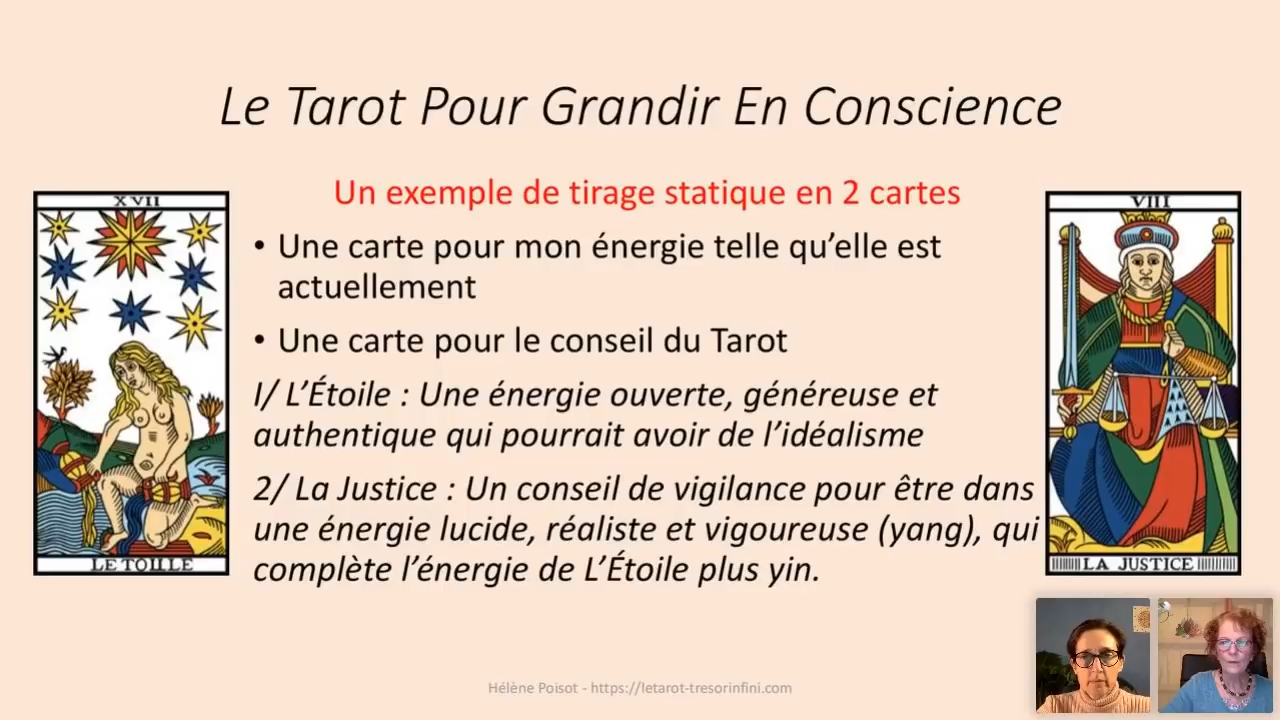 Le Tarot Pour Grandir En Conscience
Un exemple de tirage statique en 2 cartes
• Une carte pour mon énergie telle qu’elle est
actuellement
• Une carte pour le conseil du Tarot
I/ L’Étoile : Une énergie ouverte, généreuse et
authentique qui pourrait avoir de l’idéalisme
2/ La Justice : Un conseil de vigilance pour être dans
une énergie lucide, réaliste et vigoureuse (yang), qui
complète l’énergie de L’Étoile plus yin.
XVII
LE TOILLE
VIII
LA JUSTICE
Hélène Poisot - https://letarot-tresorinfini.com